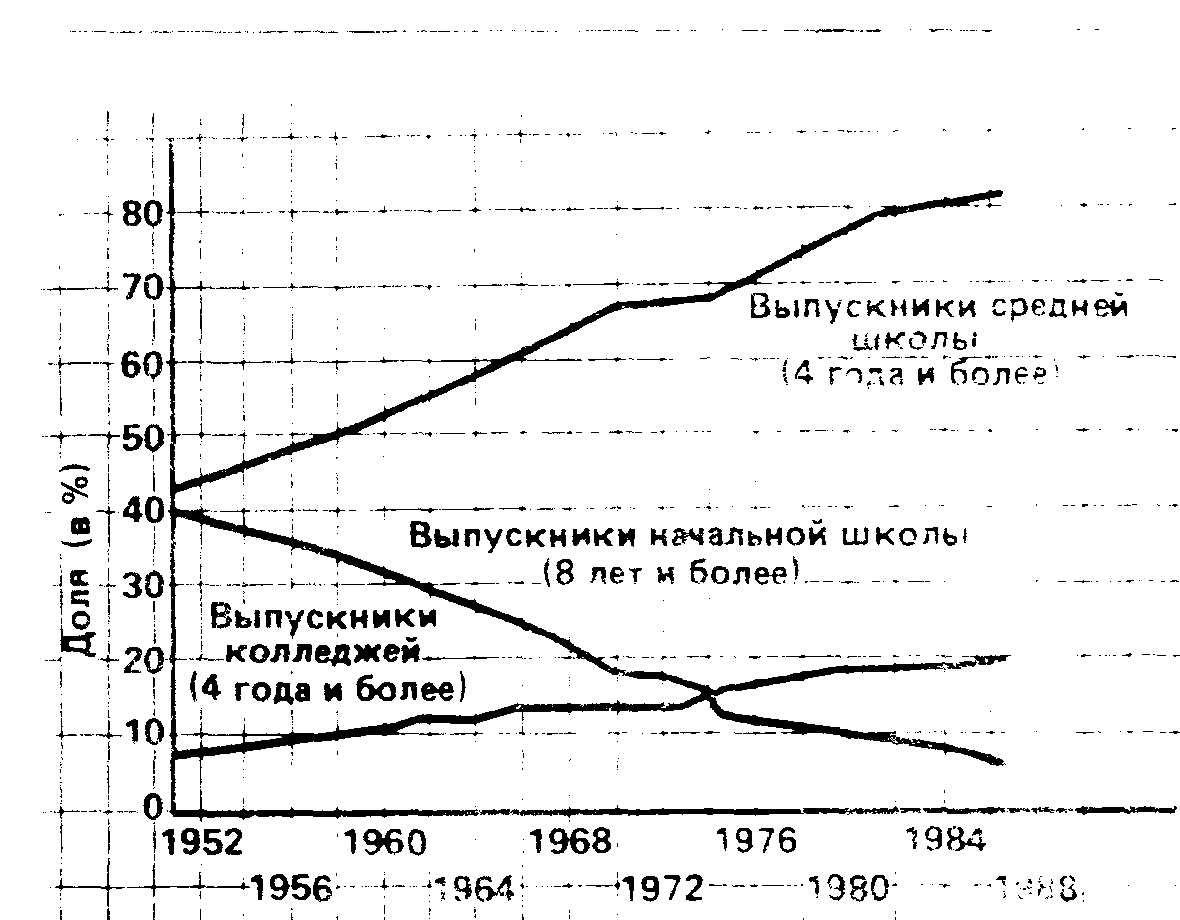 80
70
Выпускники средней
школы
(4 года и более)
60
50
40
Доля (в %)
Выпускники начальной школы
(8 лет и более)
30
Выпускники
колледжей
(4 года и более)
20
10
0
1952 1960 1968 1976 1984
1956 1964 1972 1980 1988